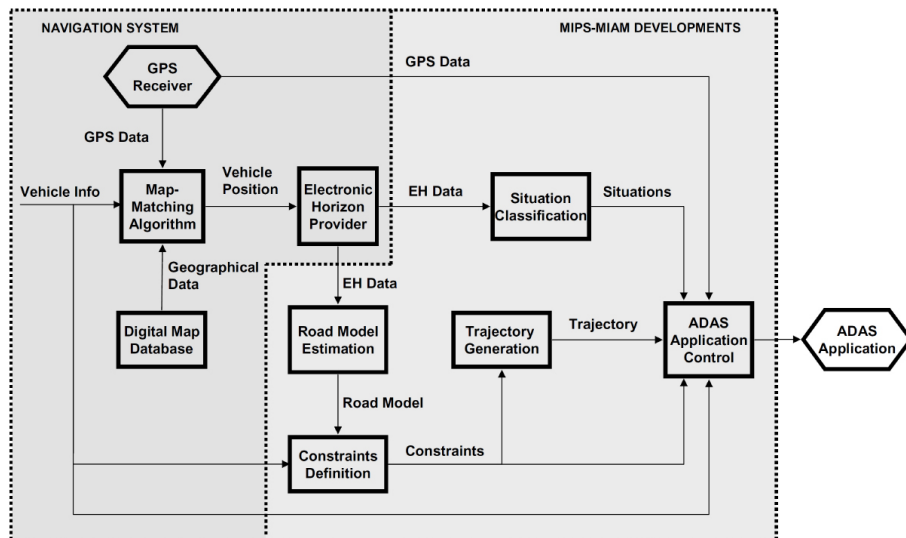 NAVIGATION SYSTEM
MIPS-MIAM DEVELOPMENTS
GPS
Receiver
GPS Data
GPS Data
Vehicle Info
Map-
Matching
Algorithm
Vehicle
Position
Electronic
Horizon
Provider
EH Data
Situation
Classification
Situations
Geographical
Data
EH Data
Digital Map
Database
Road Model
Estimation
Trajectory
Generation
Trajectory
ADAS
Application
Control
ADAS
Application
Road Model
Constraints
Definition
Constraints